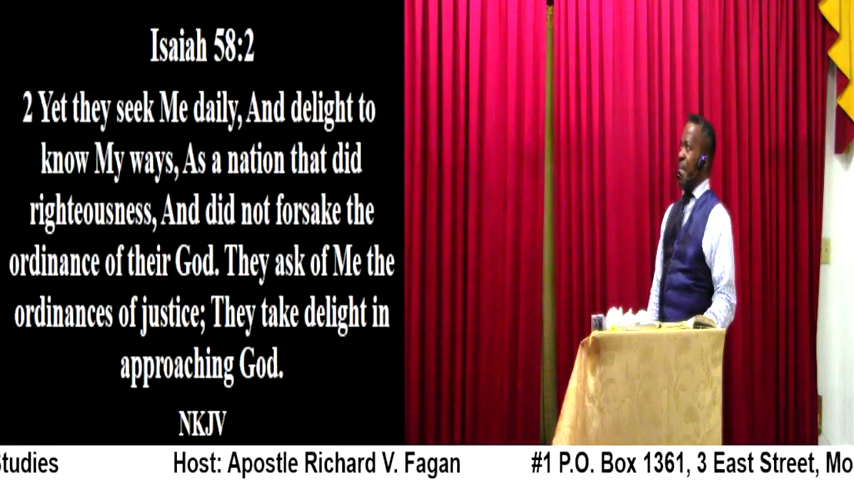 Isaiah 58:2
2 Yet they seek Me daily, And delight to
know My ways, As a nation that did
righteousness, And did not forsake the
ordinance of their God. They ask of Me the
ordinances of justice; They take delight in
approaching God.
NKJV
Studies Host: Apostle Richard V. Fagan #1 P.O. Box 1361, 3 East Street, Mo